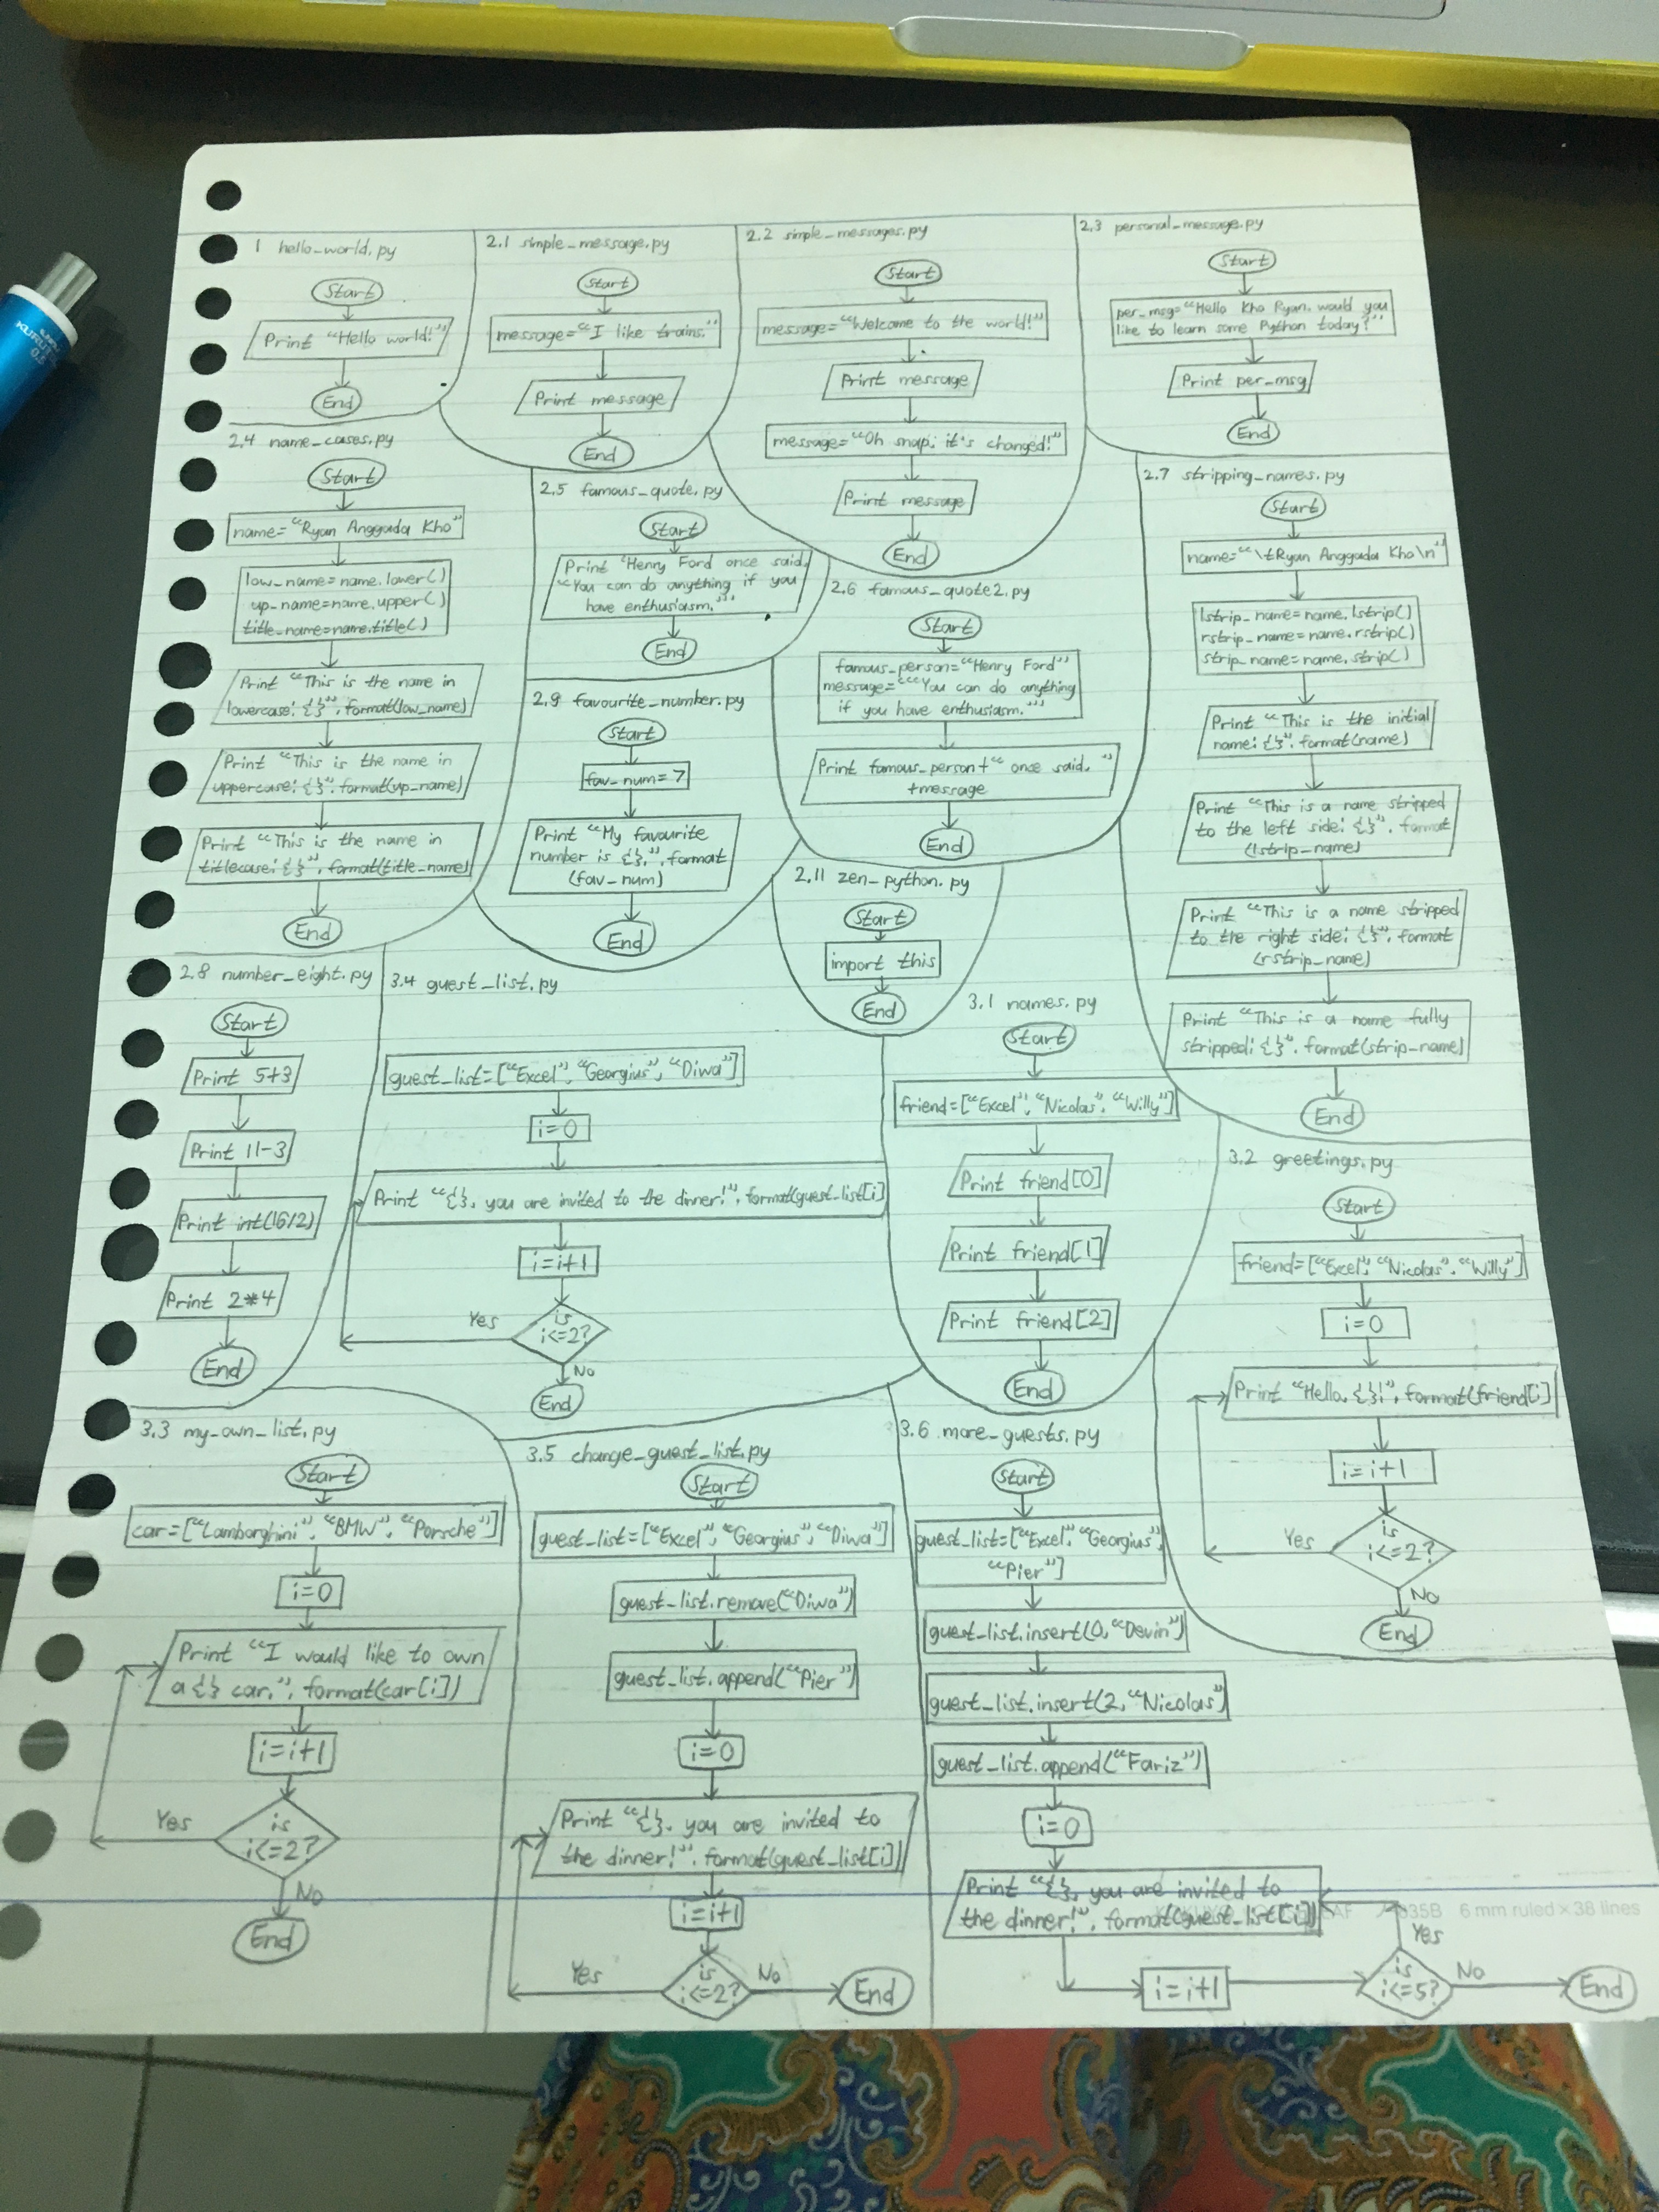 1 hello_world.py
Start
Print “Hello world!”
End
2.1 simple_message.py
Start
message=“I like trains.”
Print message
End
2.2 simple_messages.py
Start
message=“Welcome to the world!”
Print message
message=“Oh snap, it's changed!”
Print message
End
2.3 personal_message.py
Start
per_msg=“Hello Kho Ryan, would you
like to learn some Python today?”
Print per_msg
End
2.4 name_cases.py
Start
name=“Ryan Anggada Kho”
low_name=name.lower()
up_name=name.upper()
title_name=name.title()
Print “This is the name in
lowercase: {}”.format(low_name)
Print “This is the name in
uppercase: {}”.format(up_name)
Print “This is the name in
titlecase: {}”.format(title_name)
End
2.5 famous_quote.py
Start
Print 'Henry Ford once said,
“You can do anything if you
have enthusiasm.”'
End
2.6 famous_quote2.py
Start
famous_person=“Henry Ford”
message=“‘“You can do anything
if you have enthusiasm.”’
Print famous_person+“ once said, ”
+message
End
2.7 stripping_names.py
Start
name=“\tRyan Anggada Kho\n”
lstrip_name=name.lstrip()
rstrip_name=name.rstrip()
strip_name=name.strip()
Print “This is the initial
name: {}”.format(name)
Print “This is a name stripped
to the left side: {}”.format
(lstrip_name)
Print “This is a name stripped
to the right side: {}”.format
(rstrip_name)
Print “This is a name fully
stripped: {}”.format(strip_name)
End
2.9 favourite_number.py
Start
fav_num=7
Print “My favourite
number is {}.”.format
(fav_num)
End
2.11 zen_python.py
Start
import this
End
2.8 number_eight.py
Start
Print 5+3
Print 11-3
Print int(16/2)
Print 2*4
End
3.4 guest_list.py
guest_list=[“Excel”,“Georgius”,“Diwa”]
i=0
Print “{}, you are invited to the dinner!”.format(guest_list[i]
i=i+1
is
i<=2?
Yes
No
End
3.1 names.py
Start
friend=[“Excel”,“Nicolas”,“Willy”]
Print friend[0]
Print friend[1]
Print friend[2]
End
3.2 greetings.py
Start
friend=[“Excel”,“Nicolas”,“Willy”]
i=0
Print “Hello, {}!”.format(friend[i]
i=i+1
is
i<=2?
Yes
No
End
3.3 my_own_list.py
Start
car=[“Lamborghini”,“BMW”,“Porsche”]
i=0
Print “I would like to own
a {} car.”.format(car[i])
i=i+1
is
i<=2?
Yes
No
End
3.5 change_guest_list.py
Start
guest_list=[“Excel”,“Georgius”,“Diwa”]
guest_list.remove(“Diwa”)
guest_list.append(“Pier”)
i=0
Print “{}, you are invited to
the dinner!”.format(guest_list[i])
i=i+1
is
i<=2?
Yes
No
End
3.6 more_guests.py
Start
guest_list=[“Excel”,“Georgius”,
“Pier”]
guest_list.insert(0,“Devin”)
guest_list.insert(2,“Nicolas”)
guest_list.append(“Fariz”)
i=0
Print “{}, you are invited to
the dinner!”.format(guest_list[i])
i=i+1
is
i<=5?
Yes
No
End
835B 6 mm ruled × 38 lines
KURUTO
0.5